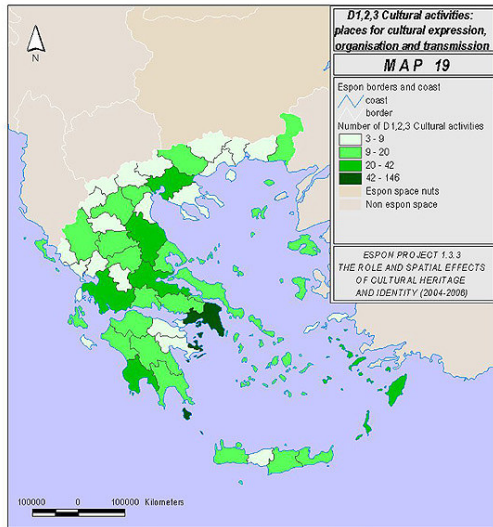 D1,2,3 Cultural activities:
places for cultural expression,
organisation and transmission
MAP 19
Espon borders and coast
coast
border
Number of D1,2,3 Cultural activities
3 - 9
9 - 20
20 - 42
42 - 146
Espon space nuts
Non espon space
ESPON PROJECT 1.3.3
THE ROLE AND SPATIAL EFFECTS
OF CULTURAL HERITAGE
AND IDENTITY (2004-2006)
N
100000 0 100000 Kilometers